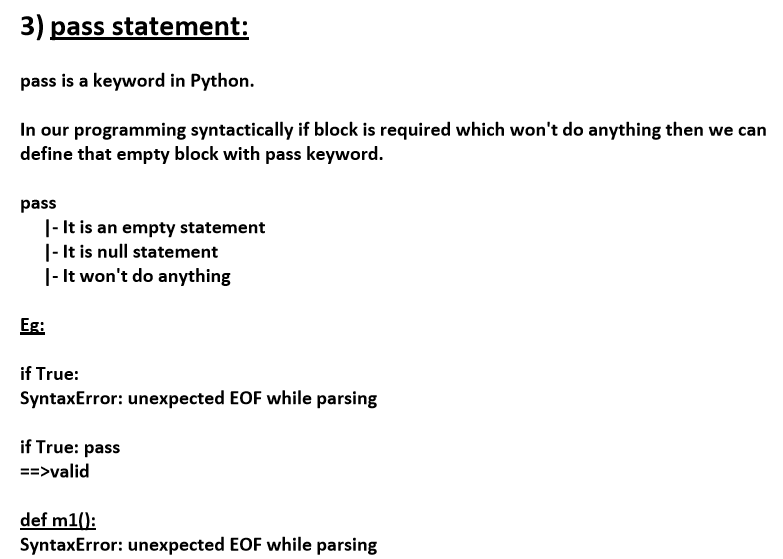 3) pass statement:
pass is a keyword in Python.
In our programming syntactically if block is required which won't do anything then we can
define that empty block with pass keyword.
pass
|- It is an empty statement
|- It is null statement
|- It won't do anything
Eg:
if True:
SyntaxError: unexpected EOF while parsing
if True: pass
==>valid
def m1():
SyntaxError: unexpected EOF while parsing